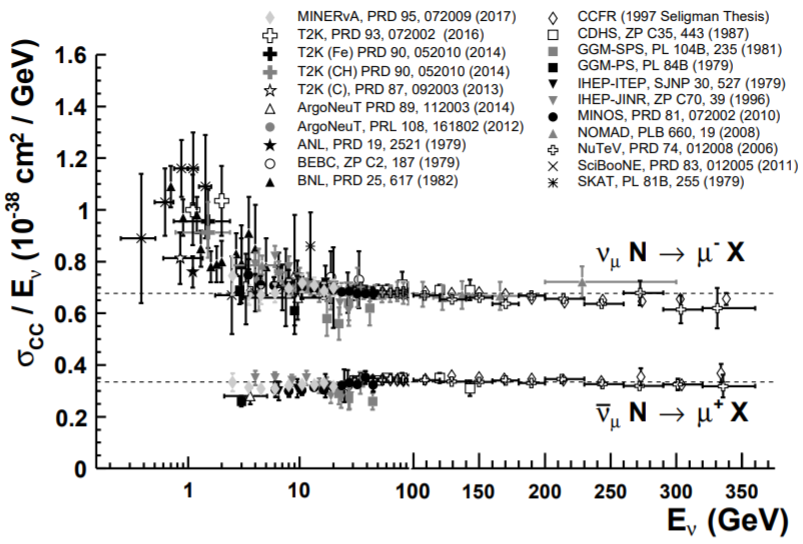 MINERvA, PRD 95, 072009 (2017)
T2K, PRD 93, 072002 (2016)
T2K (Fe) PRD 90, 052010 (2014)
T2K (CH) PRD 90, 052010 (2014)
T2K (C), PRD 87, 092003 (2013)
ArgoNeuT PRD 89, 112003 (2014)
ArgoNeuT, PRL 108, 161802 (2012)
ANL, PRD 19, 2521 (1979)
BEBC, ZP C2, 187 (1979)
BNL, PRD 25, 617 (1982)
CCFR (1997 Seligman Thesis)
CDHS, ZP C35, 443 (1987)
GGM-SPS, PL 104B, 235 (1981)
GGM-PS, PL 84B (1979)
IHEP-ITEP, SJNP 30, 527 (1979)
IHEP-JINR, ZP C70, 39 (1996)
MINOS, PRD 81, 072002 (2010)
NOMAD, PLB 660, 19 (2008)
NuTeV, PRD 74, 012008 (2006)
SciBooNE, PRD 83, 012005 (2011)
SKAT, PL 81B, 255 (1979)
σCC / Eν (10⁻³⁸ cm² / GeV)
1.6
1.4
1.2
1
0.8
0.6
0.4
0.2
0
νμ N → μ⁻ X
ν̄μ N → μ⁺ X
1 10 100 150 200 250 300 350
Eν (GeV)